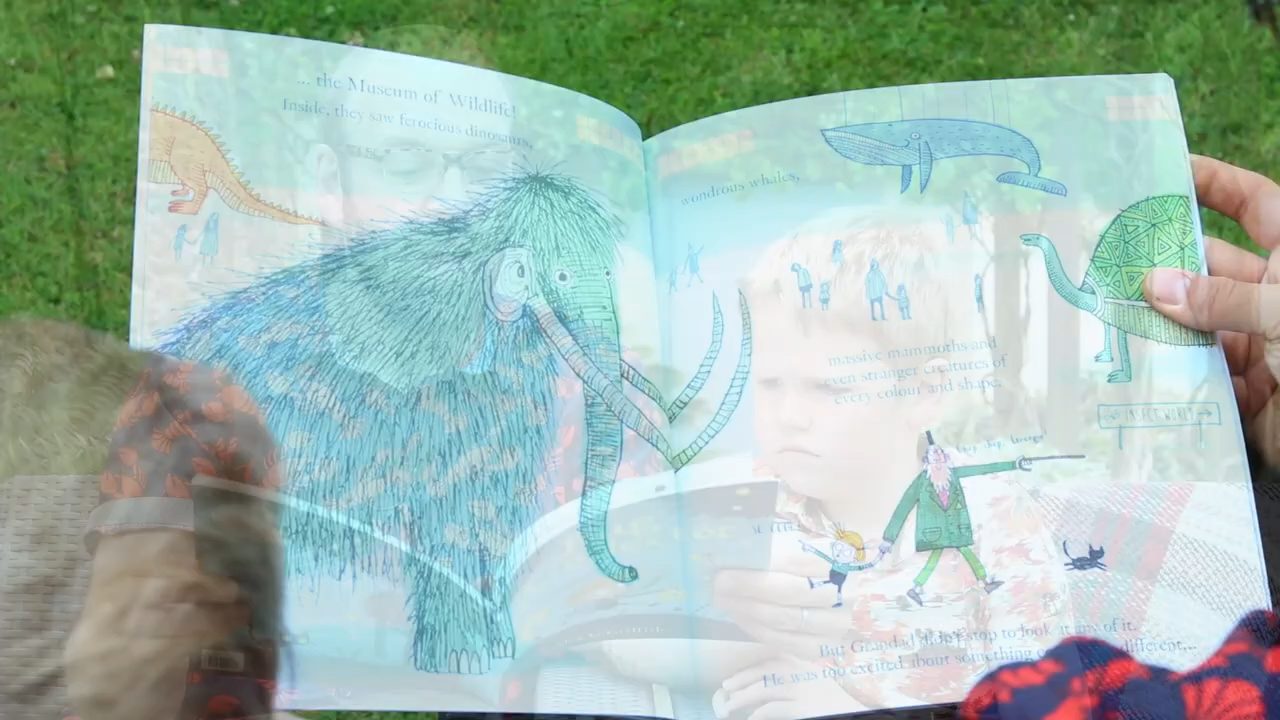 ... the Museum of Wildlife!
Inside, they saw ferocious dinosaurs,
wondrous whales,
massive mammoths and
even stranger creatures of
every colour and shape.
INSECT WORLD
But Grandad didn't stop to look at any of it.
He was too excited about something different...